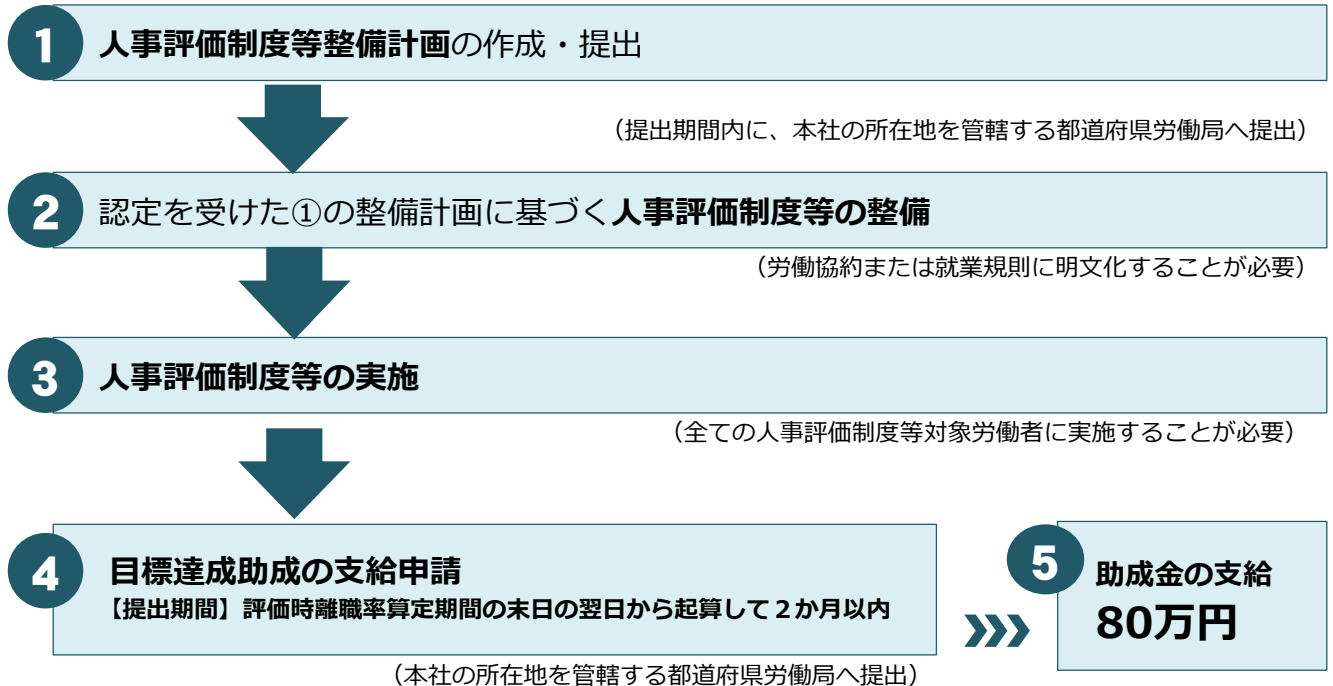 1 人事評価制度等整備計画の作成・提出
（提出期間内に、本社の所在地を管轄する都道府県労働局へ提出）
2 認定を受けた①の整備計画に基づく人事評価制度等の整備
（労働協約または就業規則に明文化することが必要）
3 人事評価制度等の実施
（全ての人事評価制度等対象労働者に実施することが必要）
4 目標達成助成の支給申請
【提出期間】評価時離職率算定期間の末日の翌日から起算して２か月以内
（本社の所在地を管轄する都道府県労働局へ提出）
5 助成金の支給
80万円